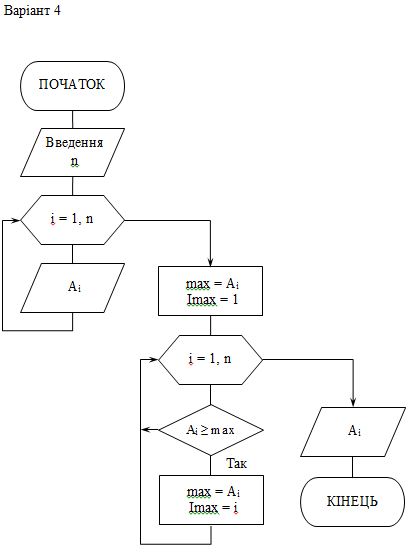 Варіант 4
ПОЧАТОК
Введення
n
i = 1, n
Ai
max = Ai
Imax = 1
i = 1, n
Ai ≥ max
Так
max = Ai
Imax = i
Ai
КІНЕЦЬ